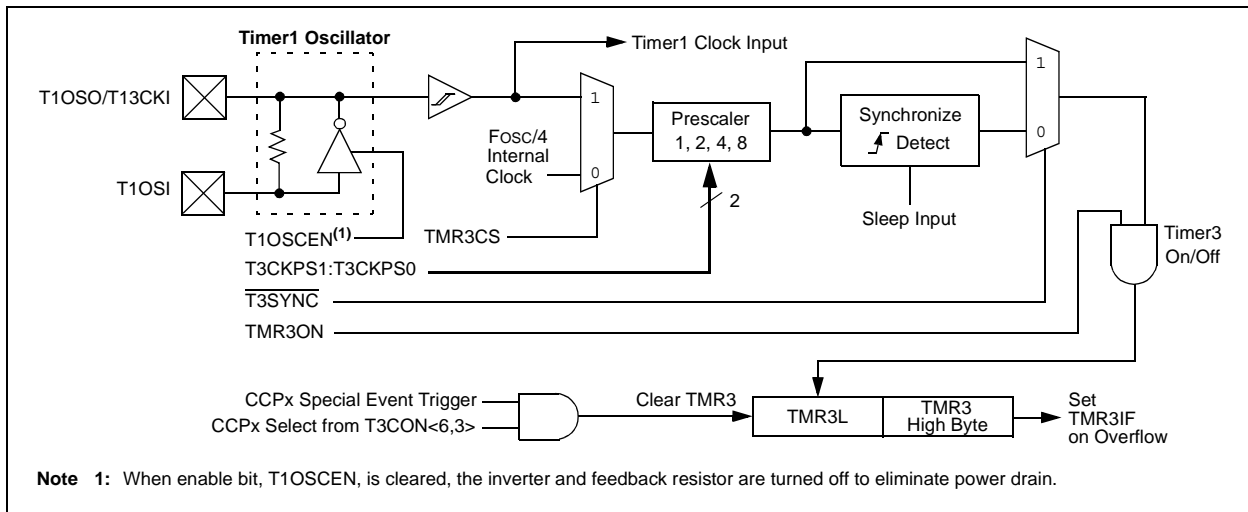 Timer1 Oscillator
Timer1 Clock Input
T1OSO/T13CKI
1
1
FOSC/4
Internal
Clock
0
Prescaler
1, 2, 4, 8
Synchronize
Detect
0
T1OSI
2
Sleep Input
T1OSCEN(1)
TMR3CS
Timer3
On/Off
T3CKPS1:T3CKPS0
T3SYNC
TMR3ON
CCPx Special Event Trigger
CCPx Select from T3CON<6,3>
Clear TMR3
TMR3L
TMR3
High Byte
Set
TMR3IF
on Overflow
Note 1: When enable bit, T1OSCEN, is cleared, the inverter and feedback resistor are turned off to eliminate power drain.